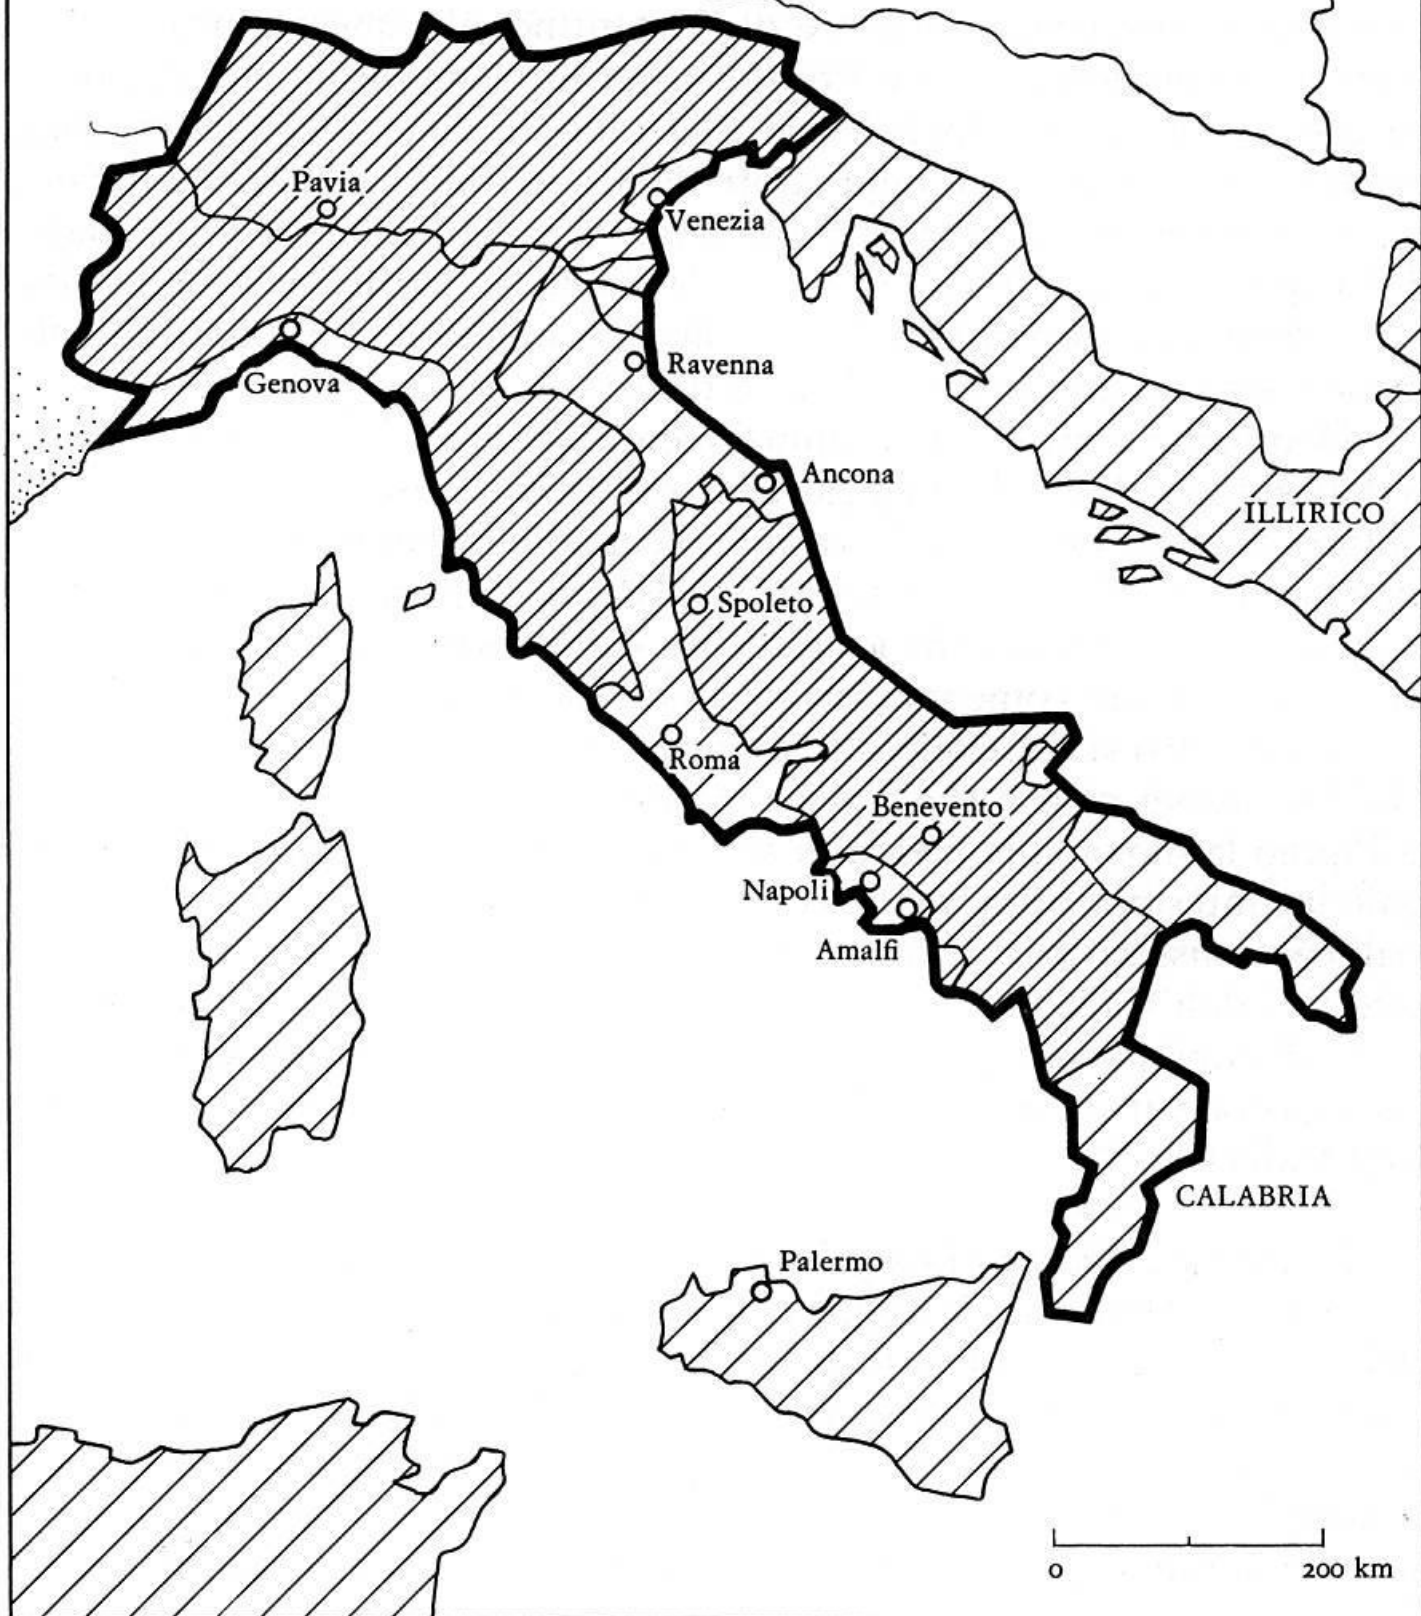 Pavia
Venezia
Genova
Ravenna
Ancona
ILLIRICO
Spoleto
Roma
Benevento
Napoli
Amalfi
CALABRIA
Palermo
0 200 km